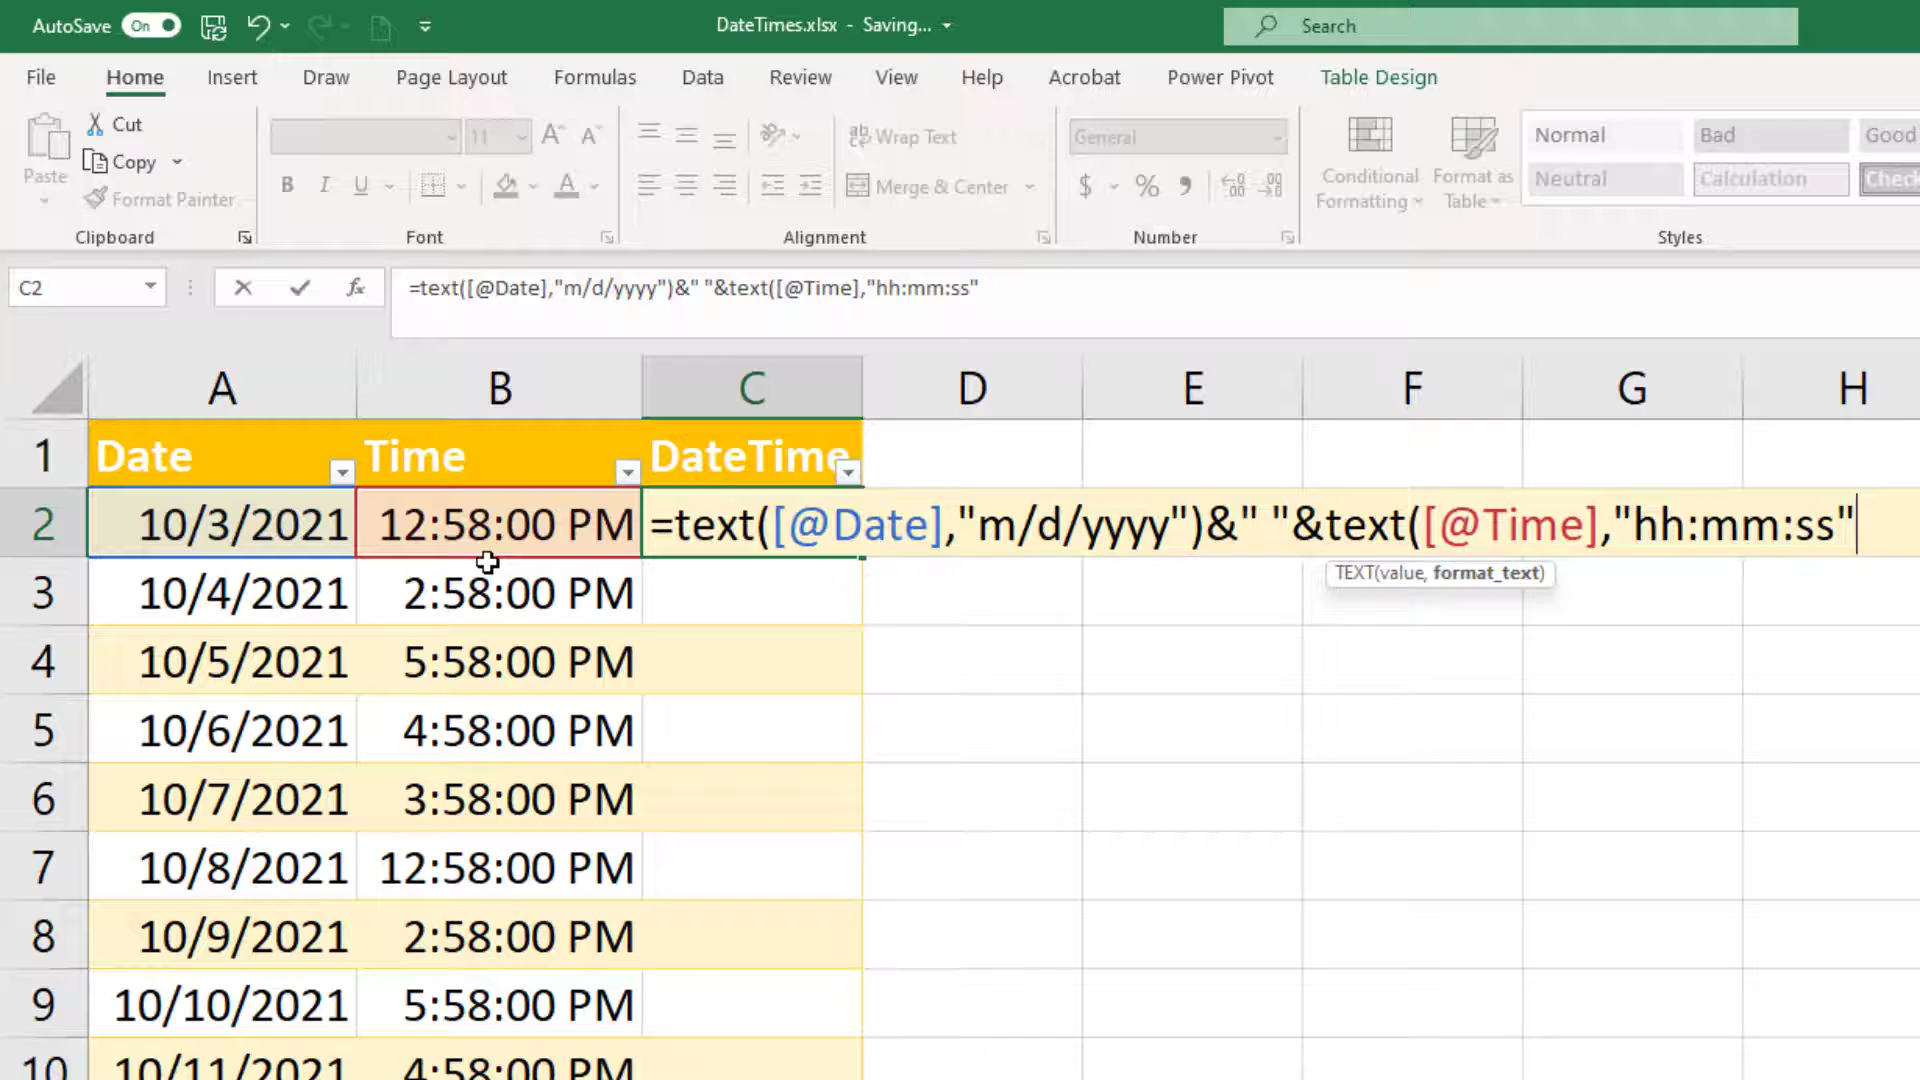 AutoSave On DateTimes.xlsx - Saving... Search
File Home Insert Draw Page Layout Formulas Data Review View Help Acrobat Power Pivot Table Design
Paste Cut Copy Format Painter
Clipboard
11 A A
B I U A
Font
ab Wrap Text
Merge & Center
Alignment
General
$ % 9 .00 .00
Number
Conditional Formatting
Format as Table
Normal Bad Good
Neutral Calculation Check
Styles
C2 fx =text([@Date],"m/d/yyyy")&" "&text([@Time],"hh:mm:ss"
A B C D E F G H
1 Date Time DateTime
2 10/3/2021 12:58:00 PM =text([@Date],"m/d/yyyy")&" "&text([@Time],"hh:mm:ss"
TEXT(value, format_text)
3 10/4/2021 2:58:00 PM
4 10/5/2021 5:58:00 PM
5 10/6/2021 4:58:00 PM
6 10/7/2021 3:58:00 PM
7 10/8/2021 12:58:00 PM
8 10/9/2021 2:58:00 PM
9 10/10/2021 5:58:00 PM
10 10/11/2021 4:58:00 PM